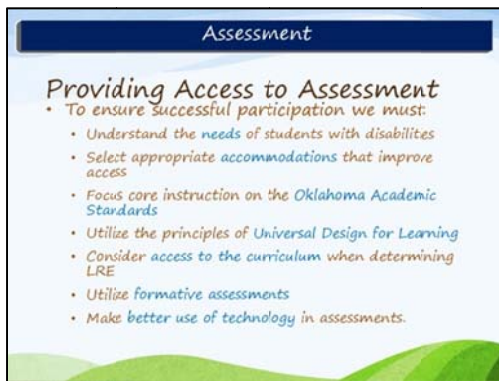 Assessment
Providing Access to Assessment
• To ensure successful participation we must:
• Understand the needs of students with disabilites
• Select appropriate accommodations that improve
access
• Focus core instruction on the Oklahoma Academic
Standards
• Utilize the principles of Universal Design for Learning
• Consider access to the curriculum when determining
LRE
• Utilize formative assessments
• Make better use of technology in assessments.